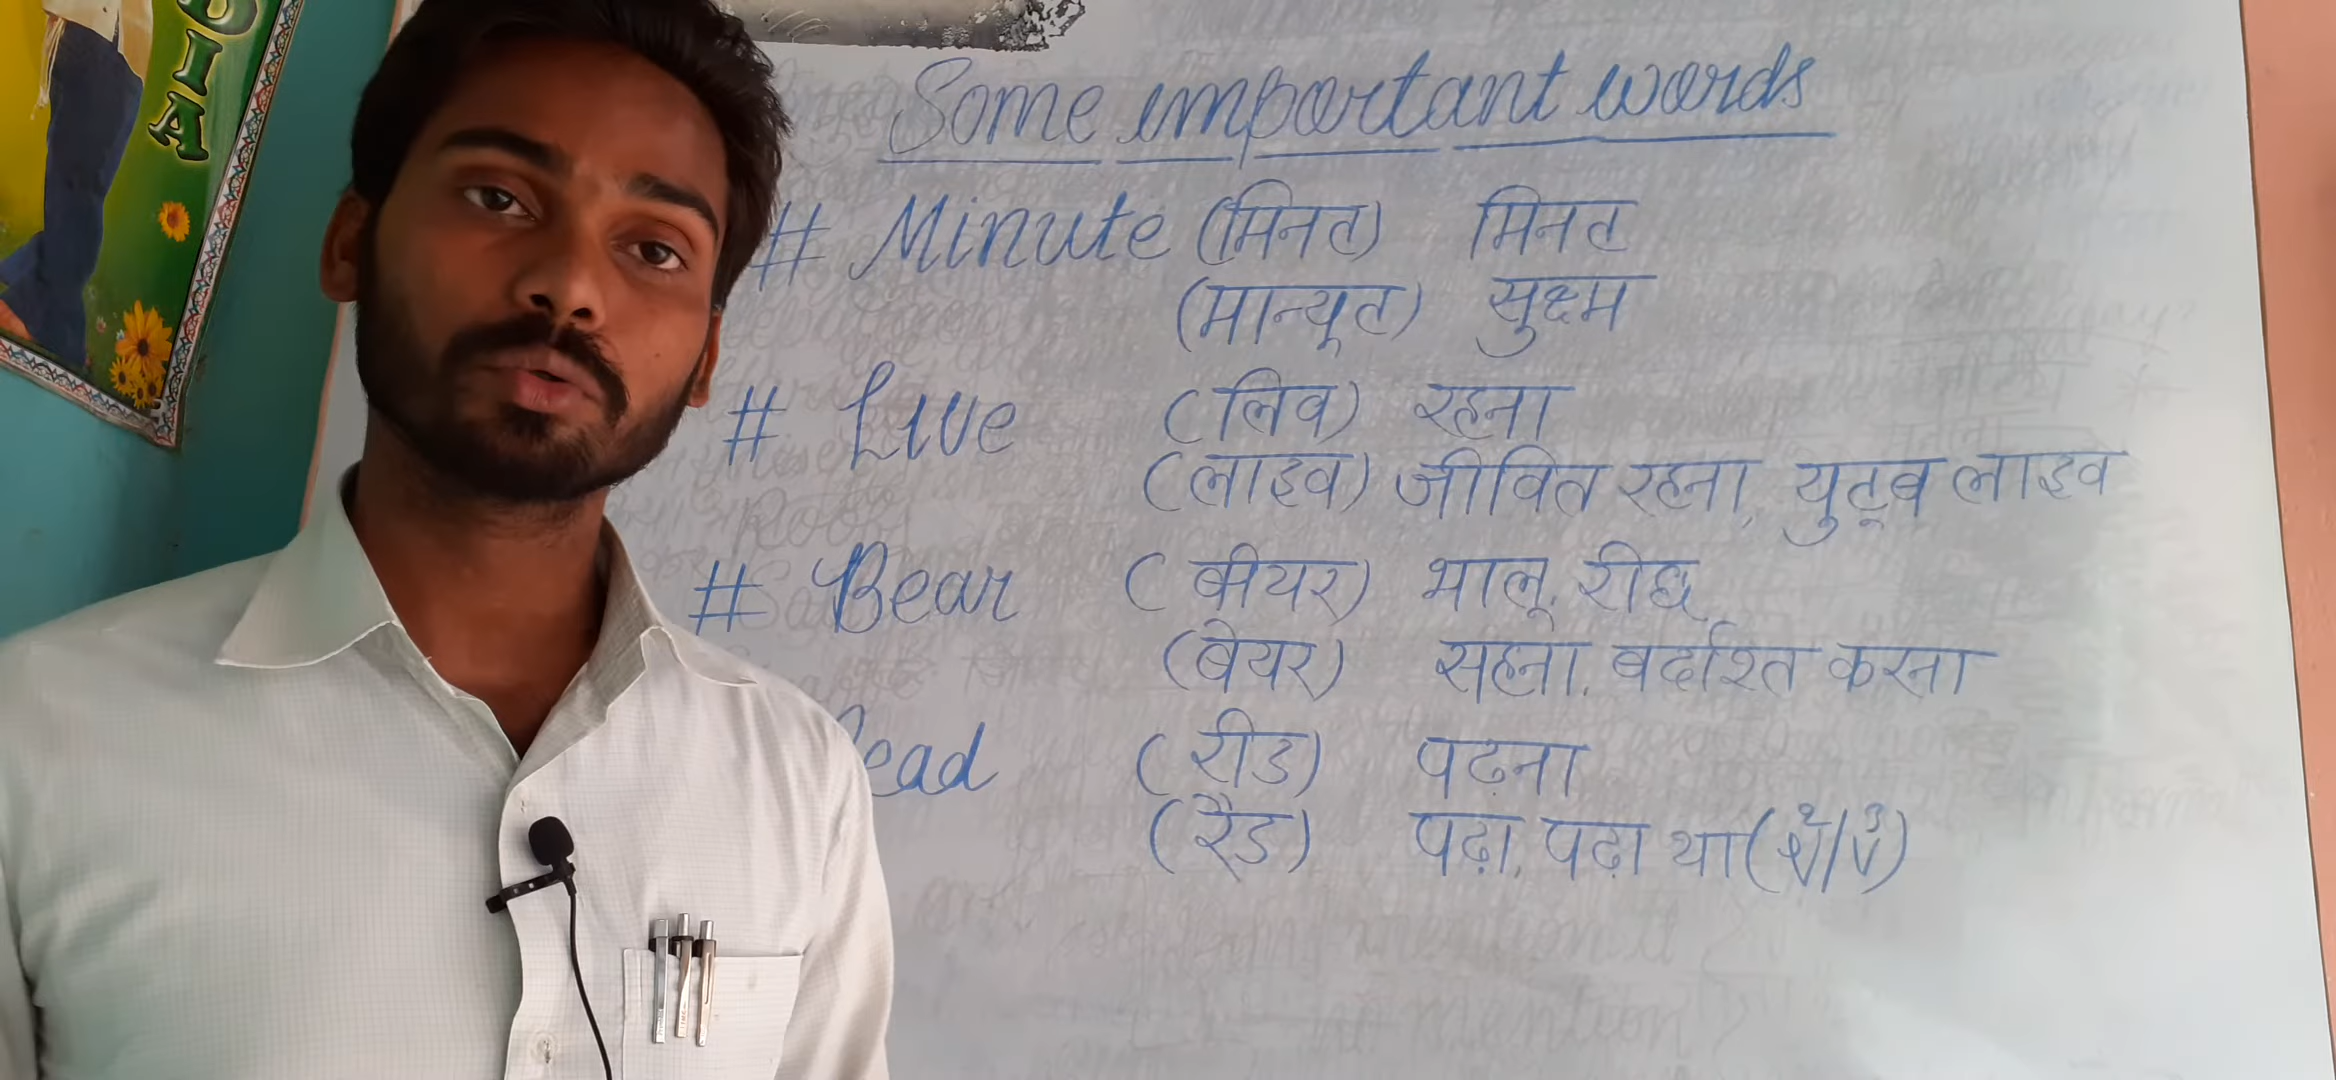 DIA
Some important words
# Minute (मिनट) मिनट
(मान्यूट) सुक्ष्म
# Live (लिव) रहना
(लाइव) जीवित रहना, युटूब लाइव
# Bear (बीयर) भालू, रीछ
(बेयर) सहना, बर्दाश्त करना
ead (रीड) पढ़ना
(रैड) पढ़ा, पढ़ा था (V2/V3)